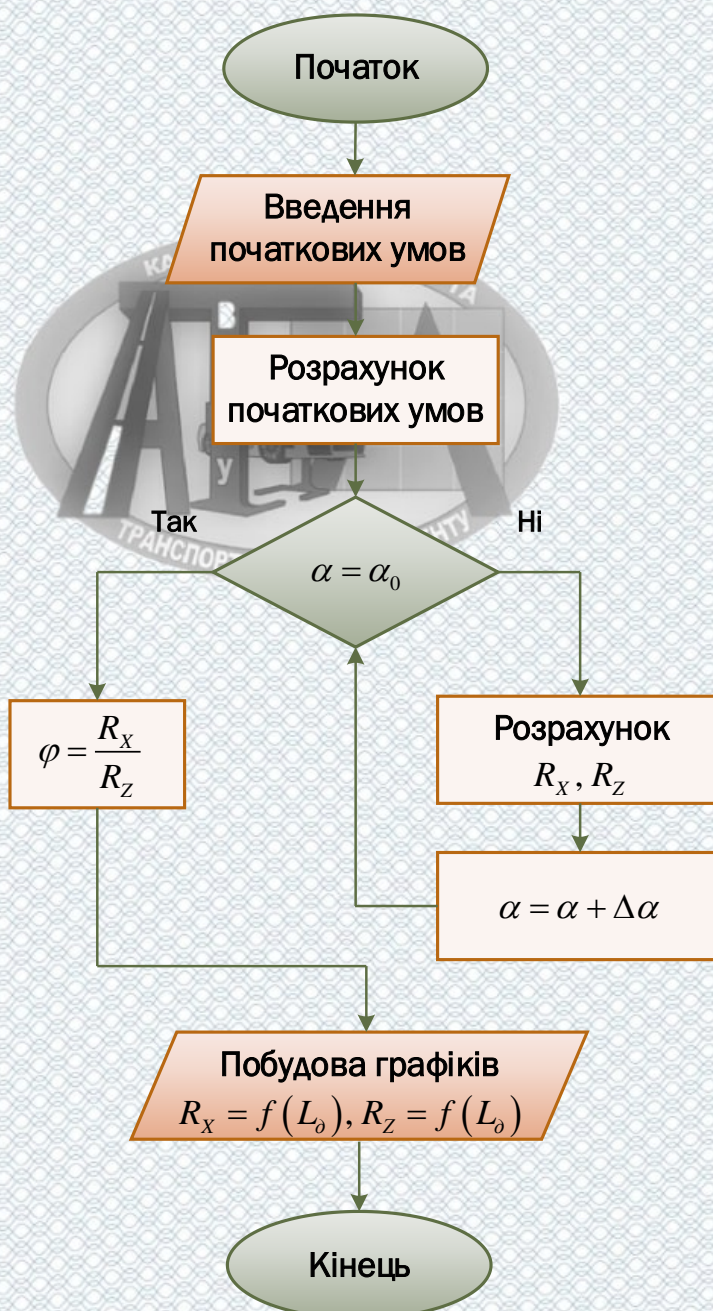 Початок
Введення
початкових умов
В
Розрахунок
початкових умов
У
Так
Ні
ТРАНСПОРТ
α = α₀
φ = R_X / R_Z
Розрахунок
R_X, R_Z
α = α + Δα
Побудова графіків
R_X = f(L_∂), R_Z = f(L_∂)
Кінець